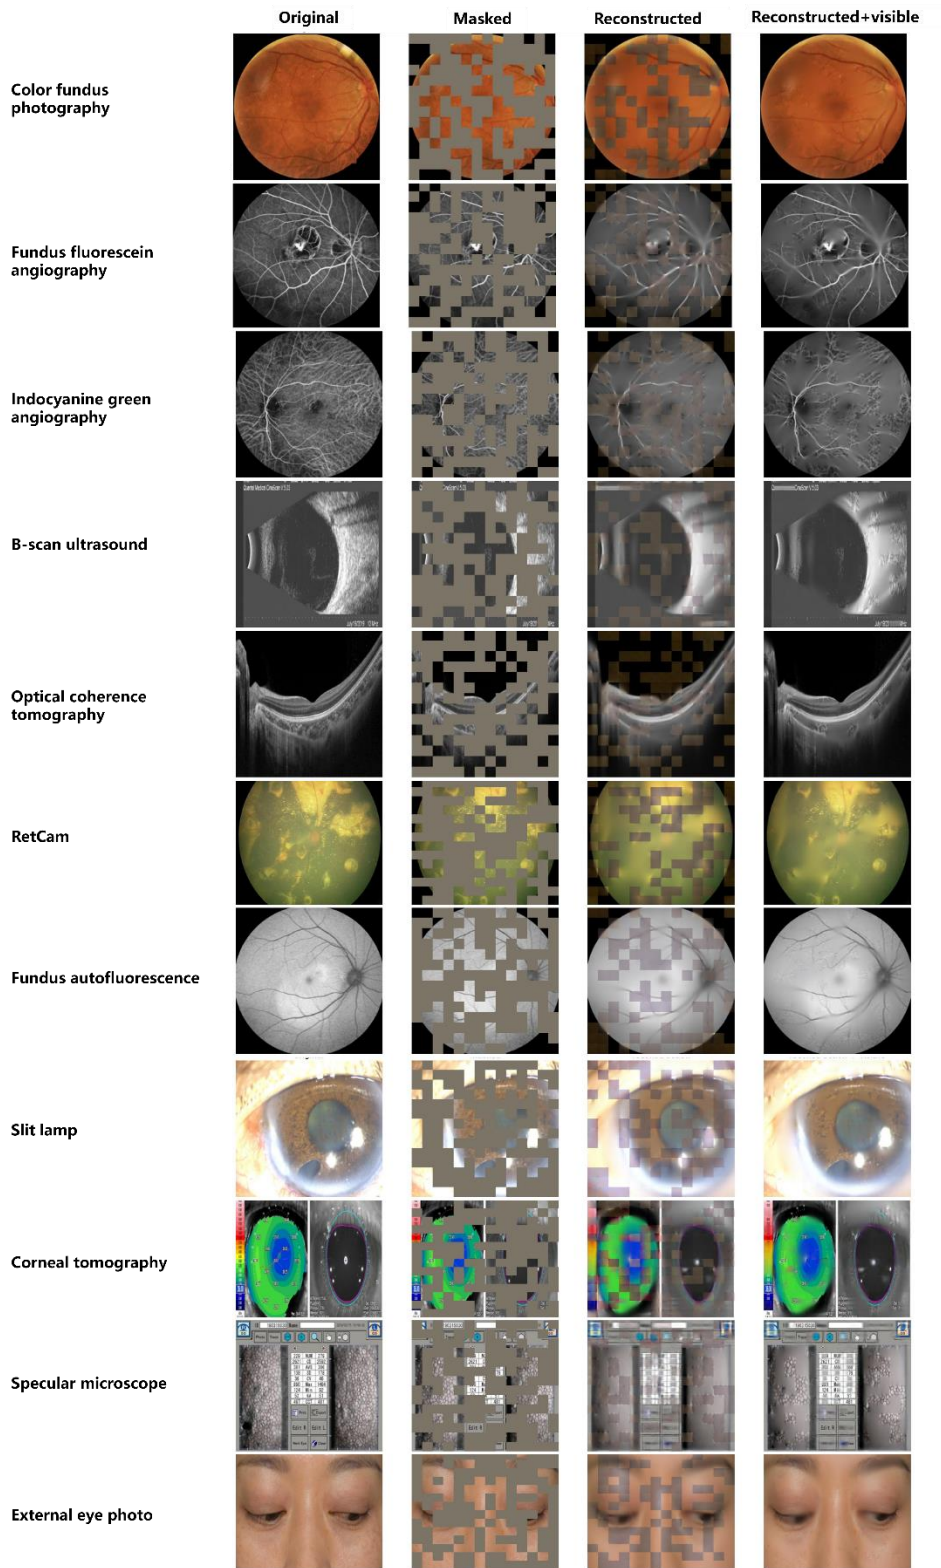 Original Masked Reconstructed Reconstructed+visible
Color fundus
photography
Fundus fluorescein
angiography
Indocyanine green
angiography
B-scan ultrasound
Optical coherence
tomography
RetCam
Fundus autofluorescence
Slit lamp
Corneal tomography
Specular microscope
External eye photo